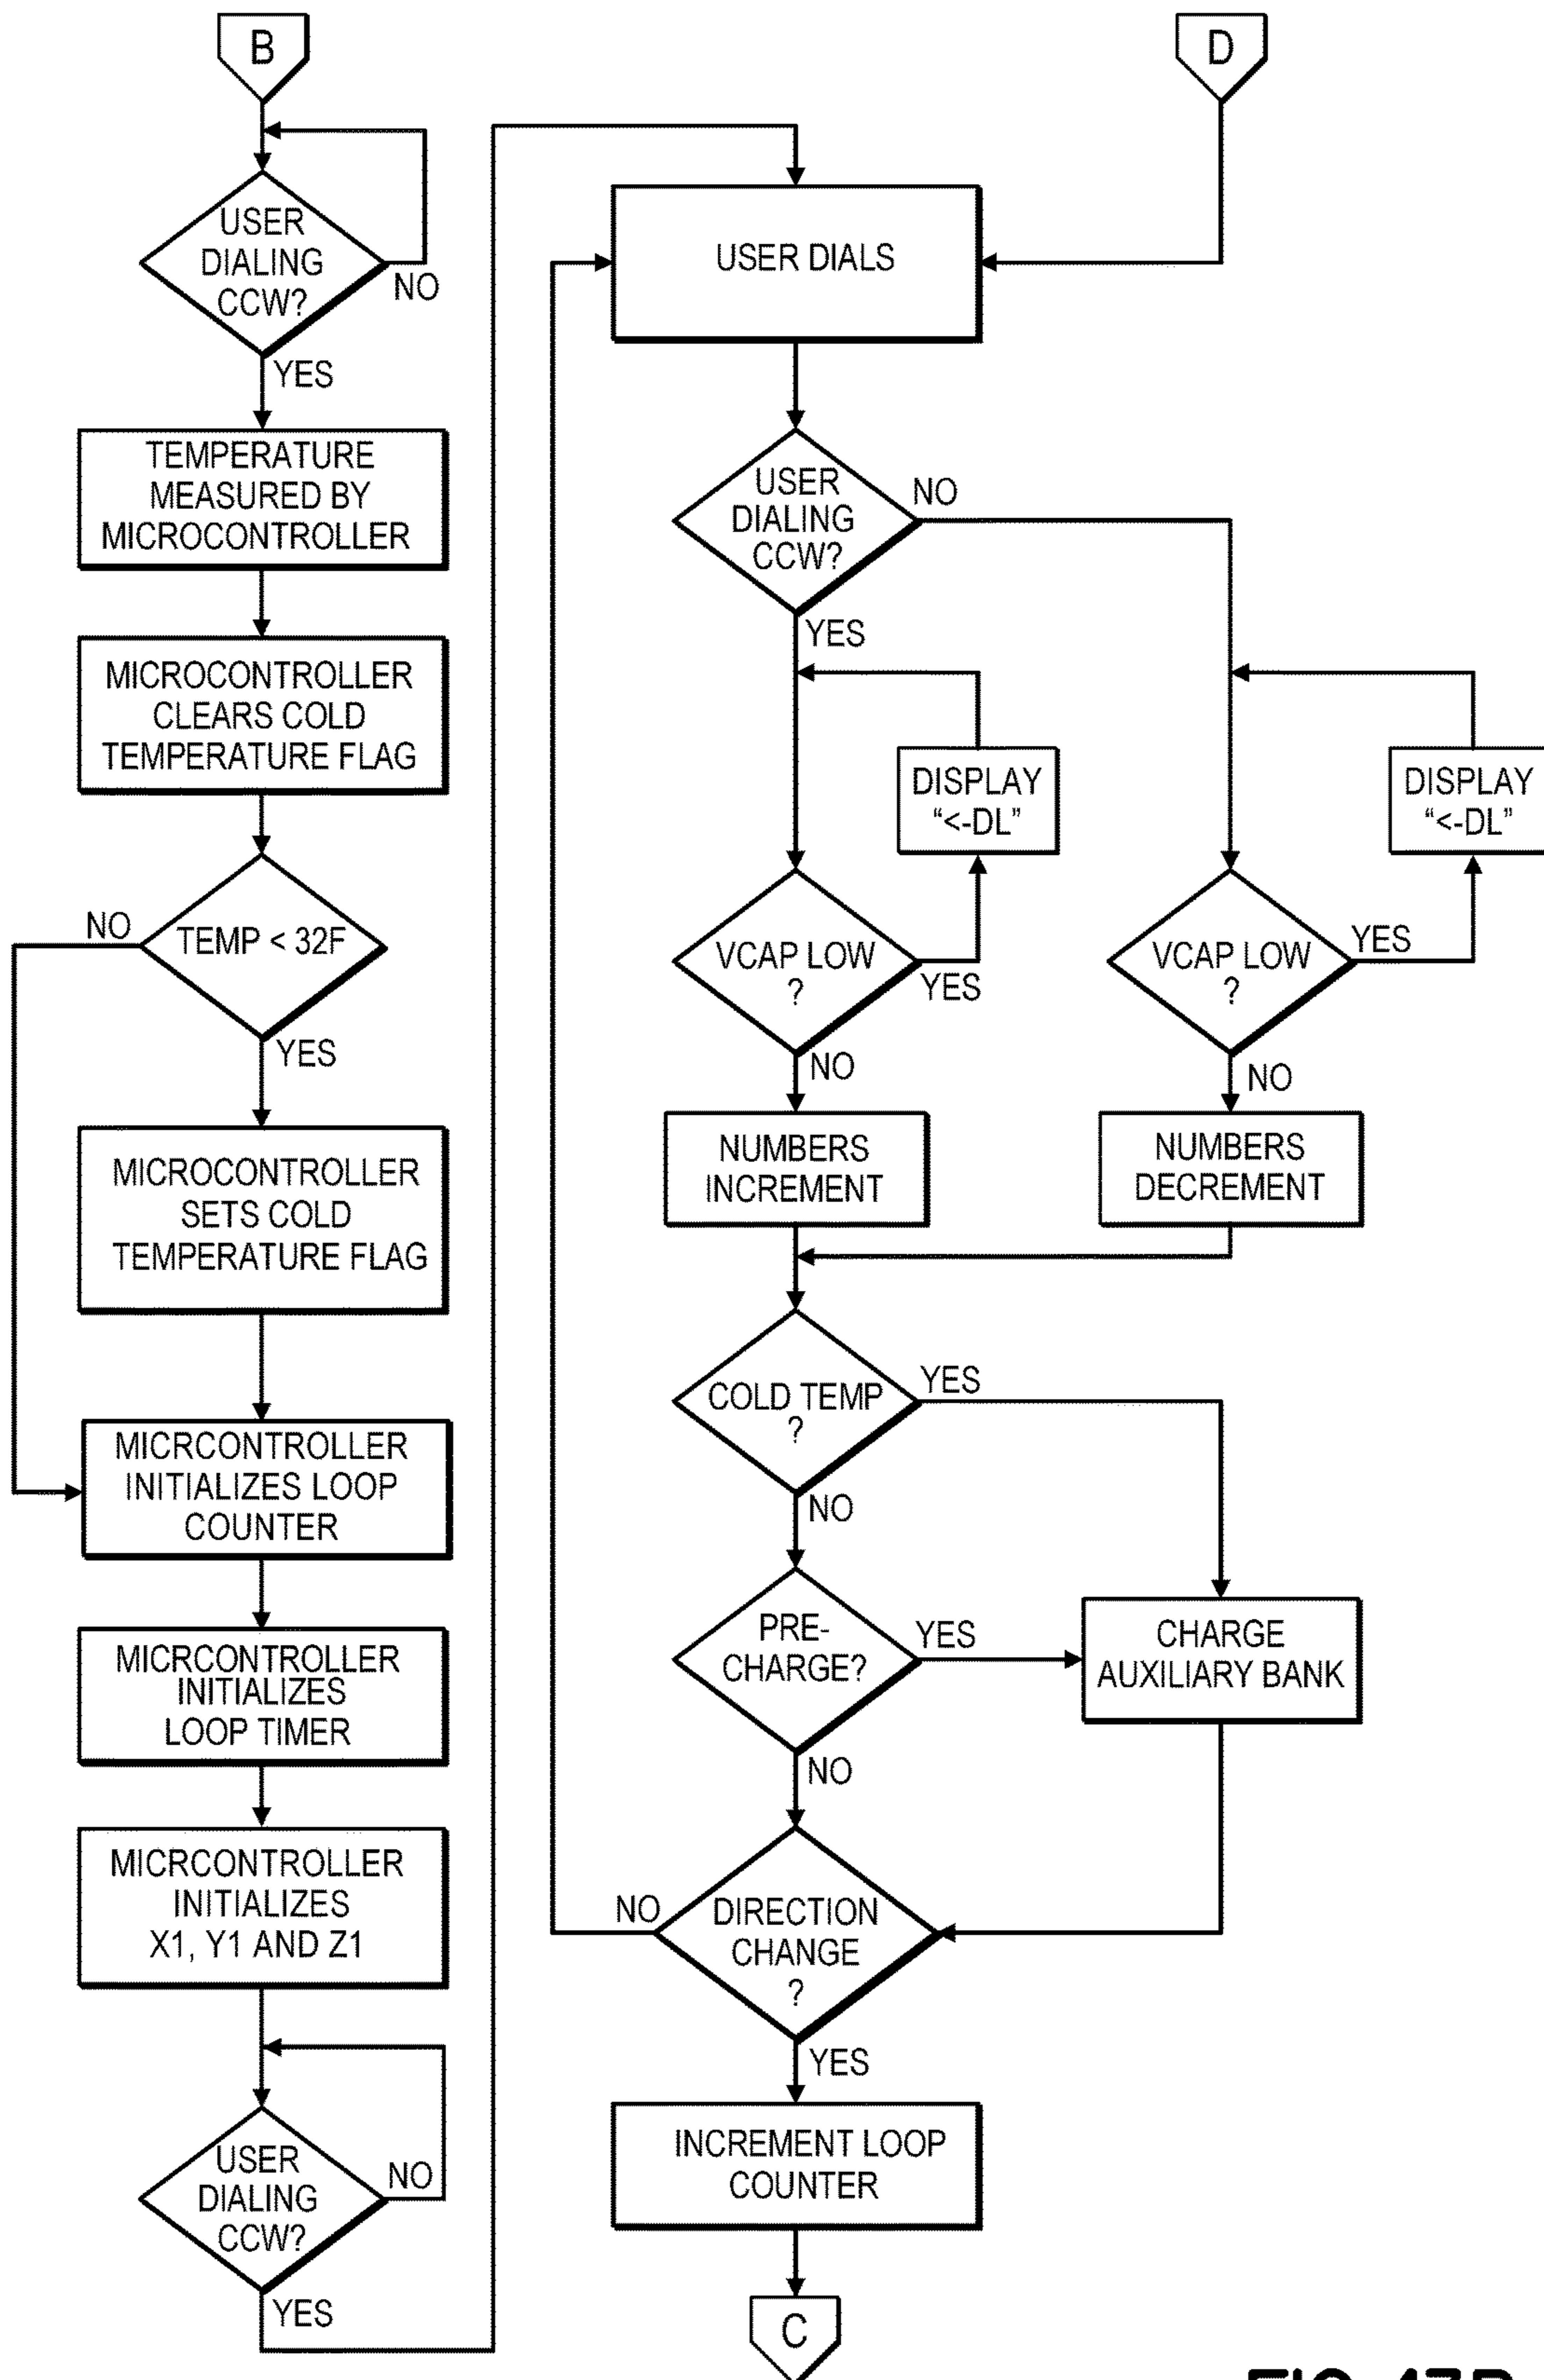 B
USER
DIALING
CCW?
NO
YES
TEMPERATURE
MEASURED BY
MICROCONTROLLER
MICROCONTROLLER
CLEARS COLD
TEMPERATURE FLAG
NO
TEMP < 32F
YES
MICROCONTROLLER
SETS COLD
TEMPERATURE FLAG
MICRCONTROLLER
INITIALIZES LOOP
COUNTER
MICRCONTROLLER
INITIALIZES
LOOP TIMER
MICRCONTROLLER
INITIALIZES
X1, Y1 AND Z1
USER
DIALING
CCW?
NO
YES
D
USER DIALS
USER
DIALING
CCW?
NO
YES
DISPLAY
“<-DL”
VCAP LOW
?
YES
NO
NUMBERS
INCREMENT
DISPLAY
“<-DL”
VCAP LOW
?
YES
NO
NUMBERS
DECREMENT
COLD TEMP
?
YES
NO
PRE-
CHARGE?
YES
CHARGE
AUXILIARY BANK
NO
DIRECTION
CHANGE
?
NO
YES
INCREMENT LOOP
COUNTER
C